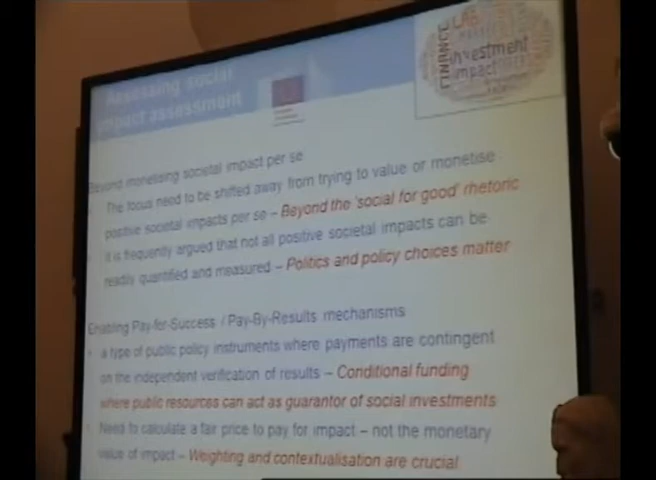 Assessing social
impact assessment
FINANCE
LAB
investment
impact
Beyond monetising societal impact per se
The focus need to be shifted away from trying to value or monetise
positive societal impacts per se – Beyond the 'social for good' rhetoric
It is frequently argued that not all positive societal impacts can be
readily quantified and measured – Politics and policy choices matter
Enabling Pay-for-Success / Pay-By-Results mechanisms
a type of public policy instruments where payments are contingent
on the independent verification of results – Conditional funding
where public resources can act as guarantor of social investments
Need to calculate a fair price to pay for impact – not the monetary
value of impact – Weighting and contextualisation are crucial